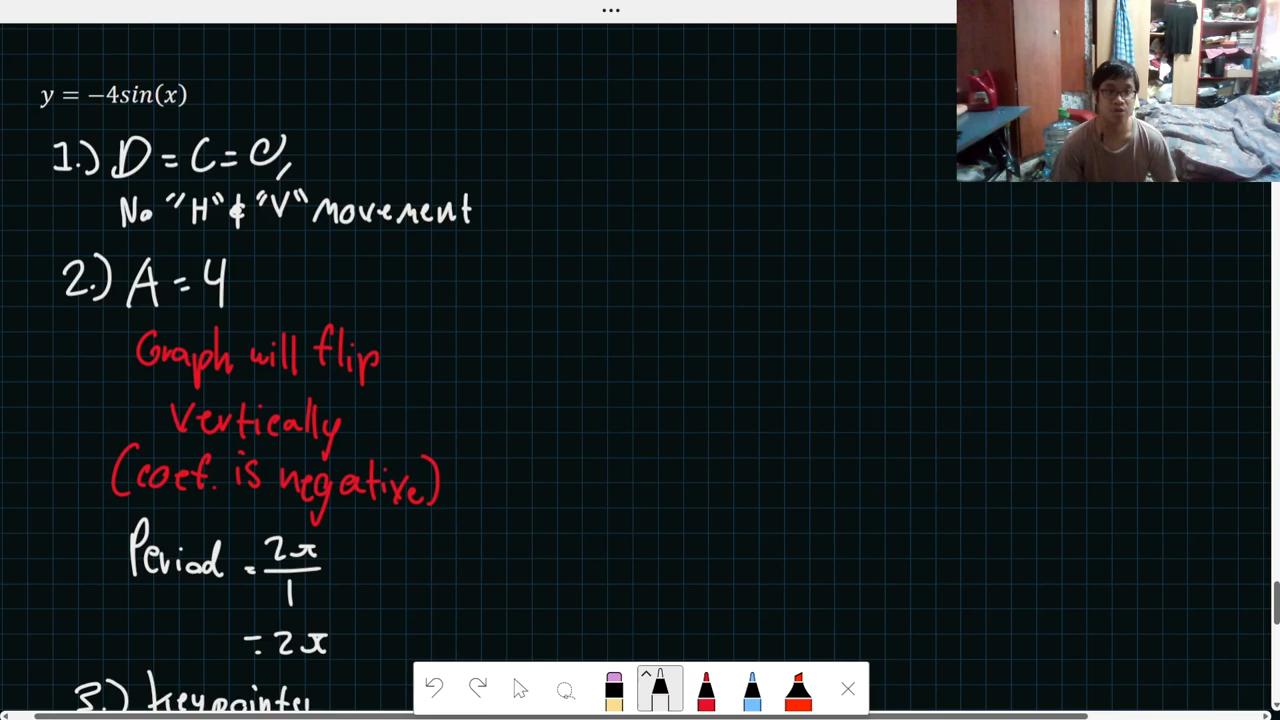 y = −4sin(x)
1.) D = C = 0,
No "H" & "V" movement
2.) A = 4
Graph will flip
vertically
(coef. is negative)
Period = 2π/1
= 2π
3.) keypoints